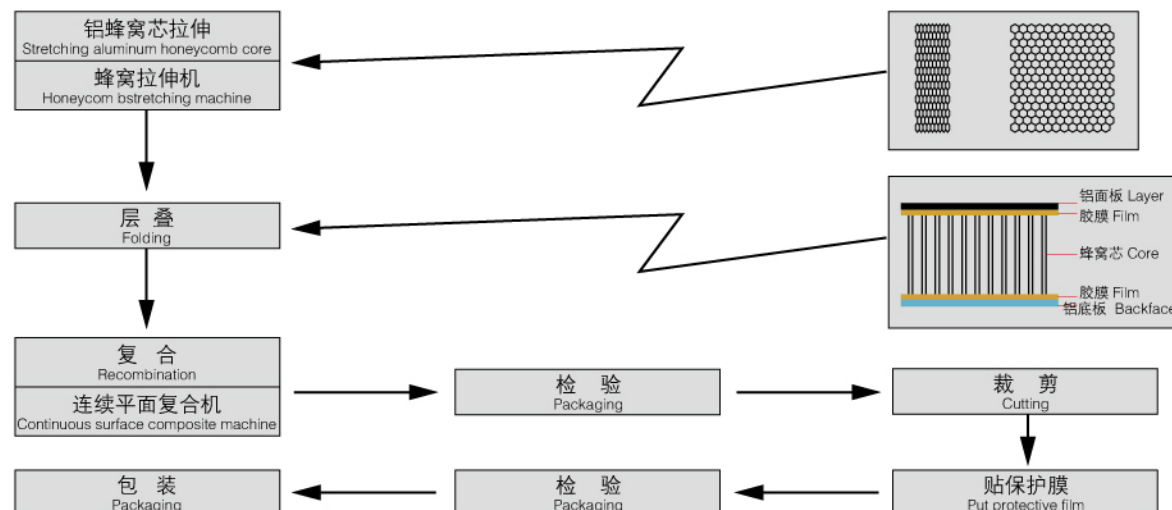 铝蜂窝芯拉伸
Stretching aluminum honeycomb core
蜂窝拉伸机
Honeycom bstretching machine
层 叠
Folding
铝面板 Layer
胶膜 Film
蜂窝芯 Core
胶膜 Film
铝底板 Backface
复 合
Recombination
连续平面复合机
Continuous surface composite machine
检 验
Packaging
裁 剪
Cutting
包 装
Packaging
检 验
Packaging
贴保护膜
Put protective film